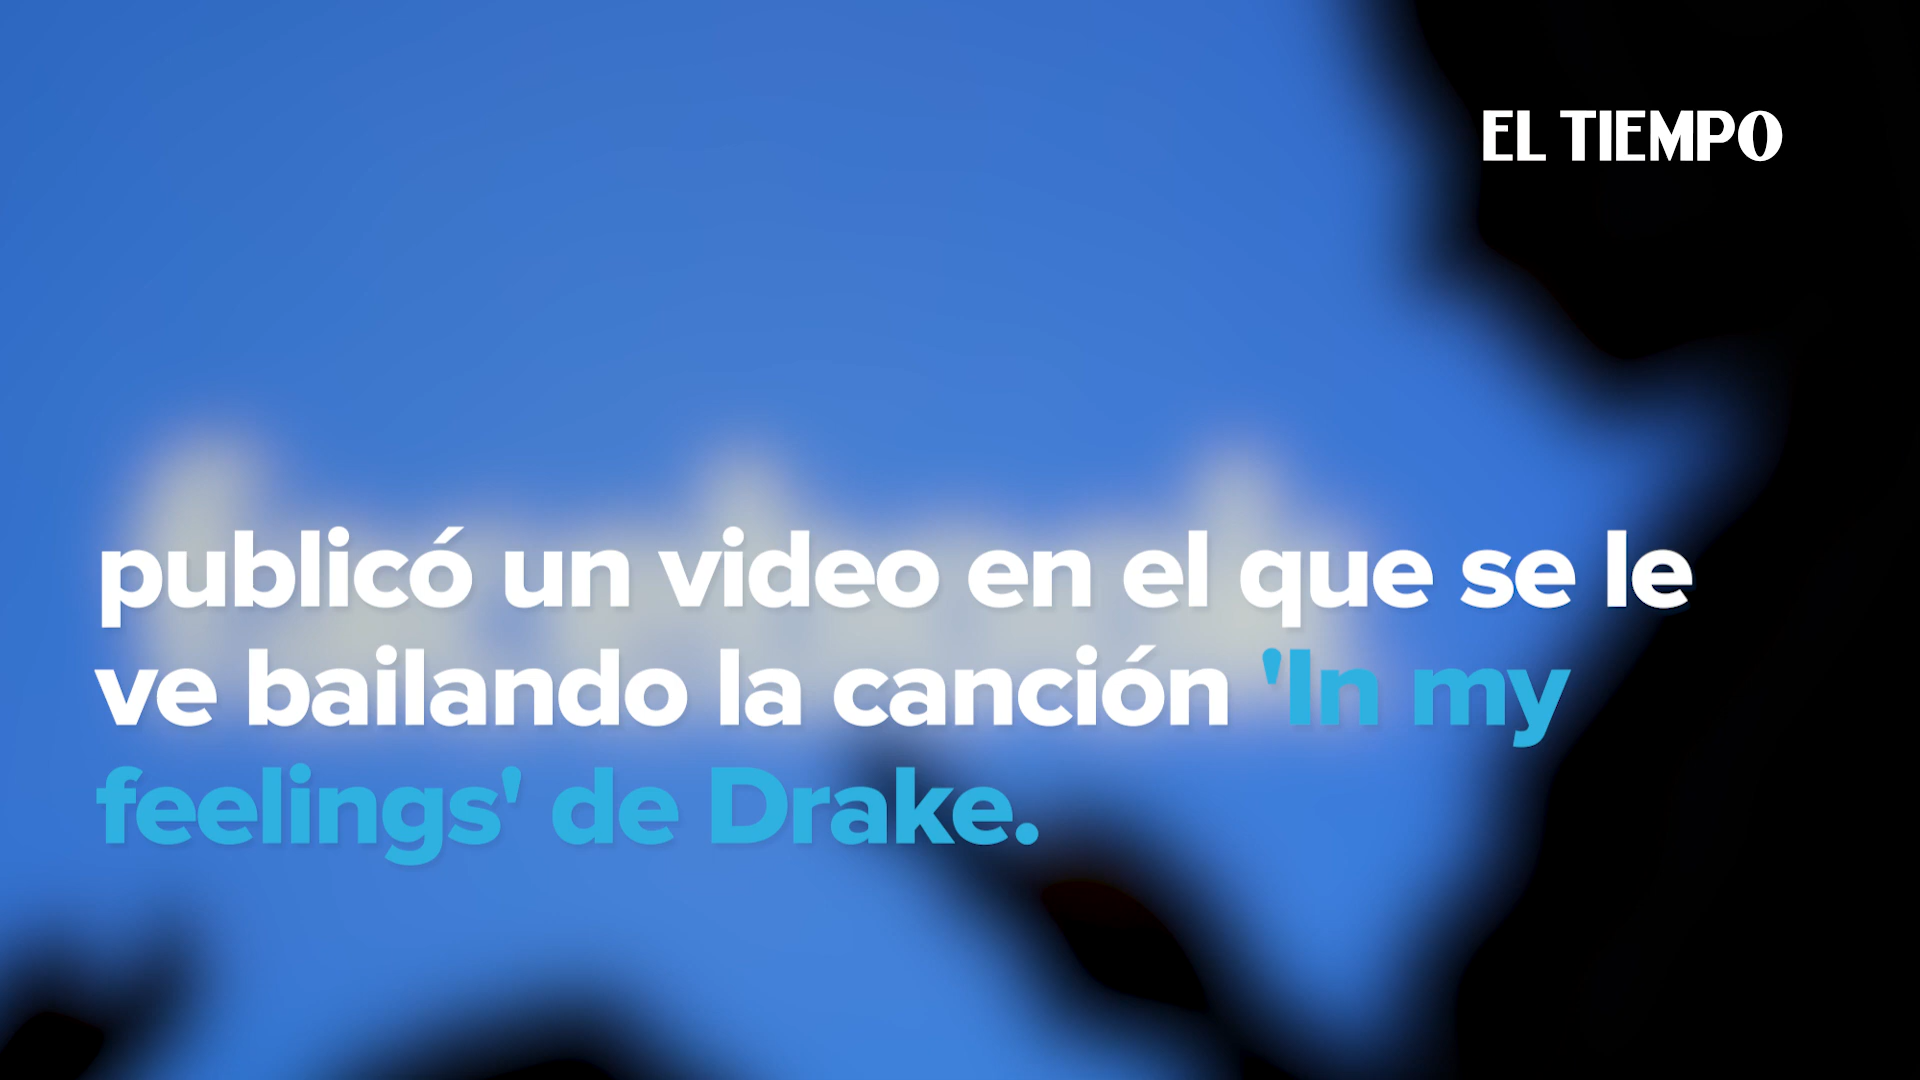 EL TIEMPO
publicó un video en el que se le
ve bailando la canción 'In my
feelings' de Drake.